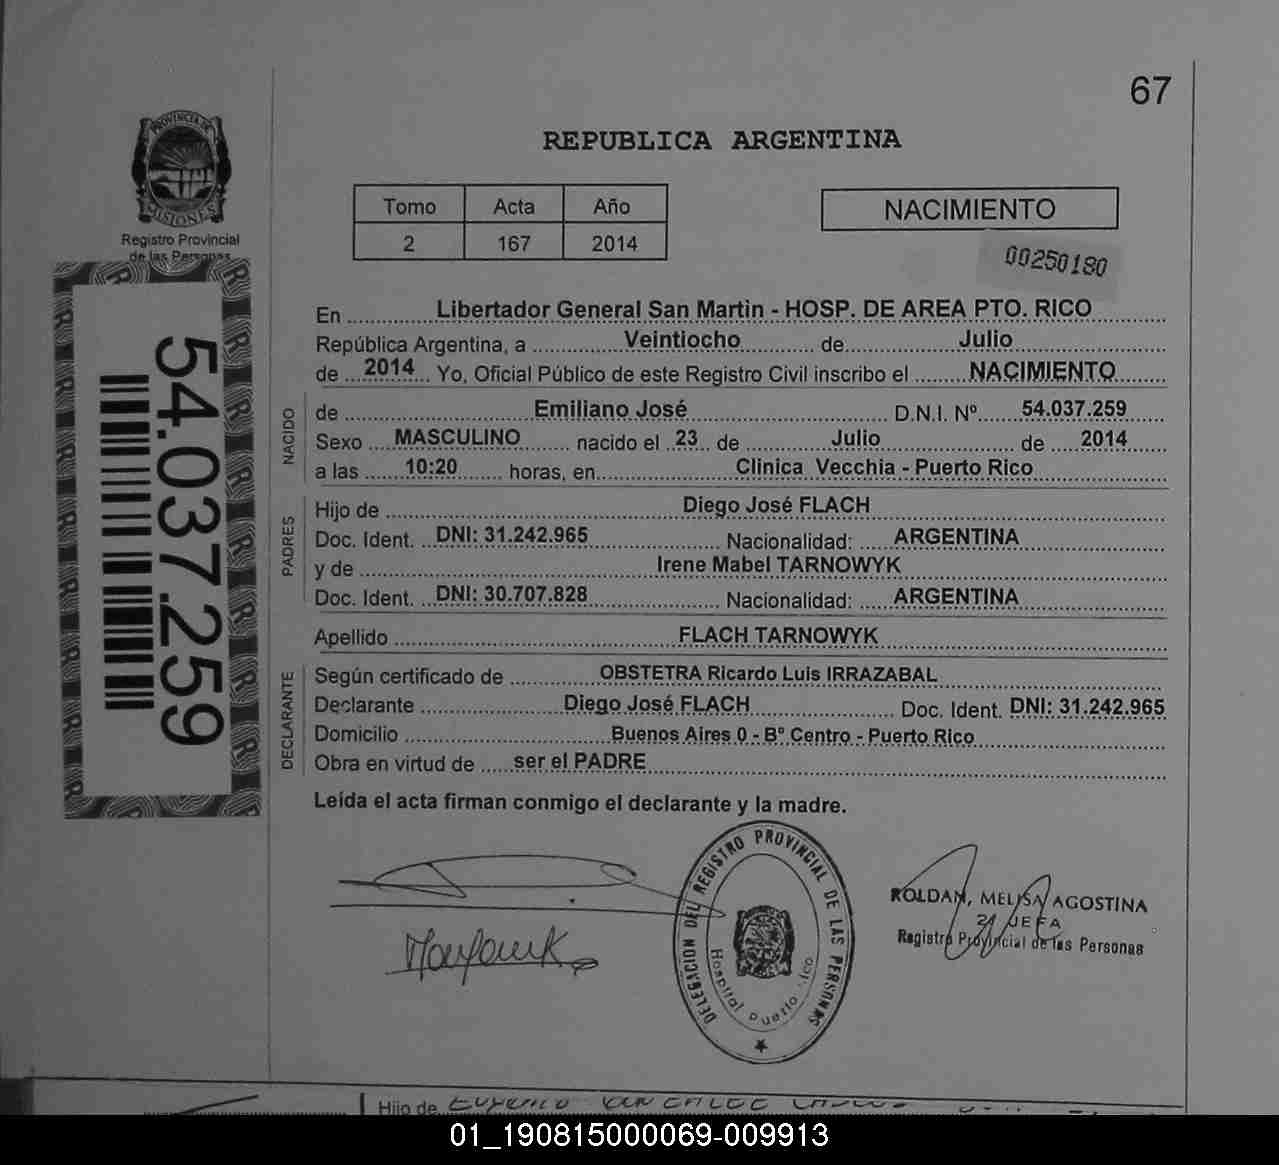 67
PROVINCIA DE
MISIONES
Registro Provincial
de las Personas
REPUBLICA ARGENTINA
Tomo Acta Año
2 167 2014
NACIMIENTO
00250180
54.037.259
En Libertador General San Martin - HOSP. DE AREA PTO. RICO
República Argentina, a Veintiocho de Julio
de 2014 Yo, Oficial Público de este Registro Civil inscribo el NACIMIENTO
NACIDO
de Emiliano José D.N.I. Nº 54.037.259
Sexo MASCULINO nacido el 23 de Julio de 2014
a las 10:20 horas, en Clinica Vecchia - Puerto Rico
PADRES
Hijo de Diego José FLACH
Doc. Ident. DNI: 31.242.965 Nacionalidad: ARGENTINA
y de Irene Mabel TARNOWYK
Doc. Ident. DNI: 30.707.828 Nacionalidad: ARGENTINA
Apellido FLACH TARNOWYK
DECLARANTE
Según certificado de OBSTETRA Ricardo Luis IRRAZABAL
Declarante Diego José FLACH Doc. Ident. DNI: 31.242.965
Domicilio Buenos Aires 0 - Bº Centro - Puerto Rico
Obra en virtud de ser el PADRE
Leída el acta firman conmigo el declarante y la madre.
DELEGACION DEL REGISTRO PROVINCIAL DE LAS PERSONAS
Hospital Puerto Rico
ROLDAN, MELISA AGOSTINA
2ª JEFA
Registro Provincial de las Personas
Hijo de
01_190815000069-009913